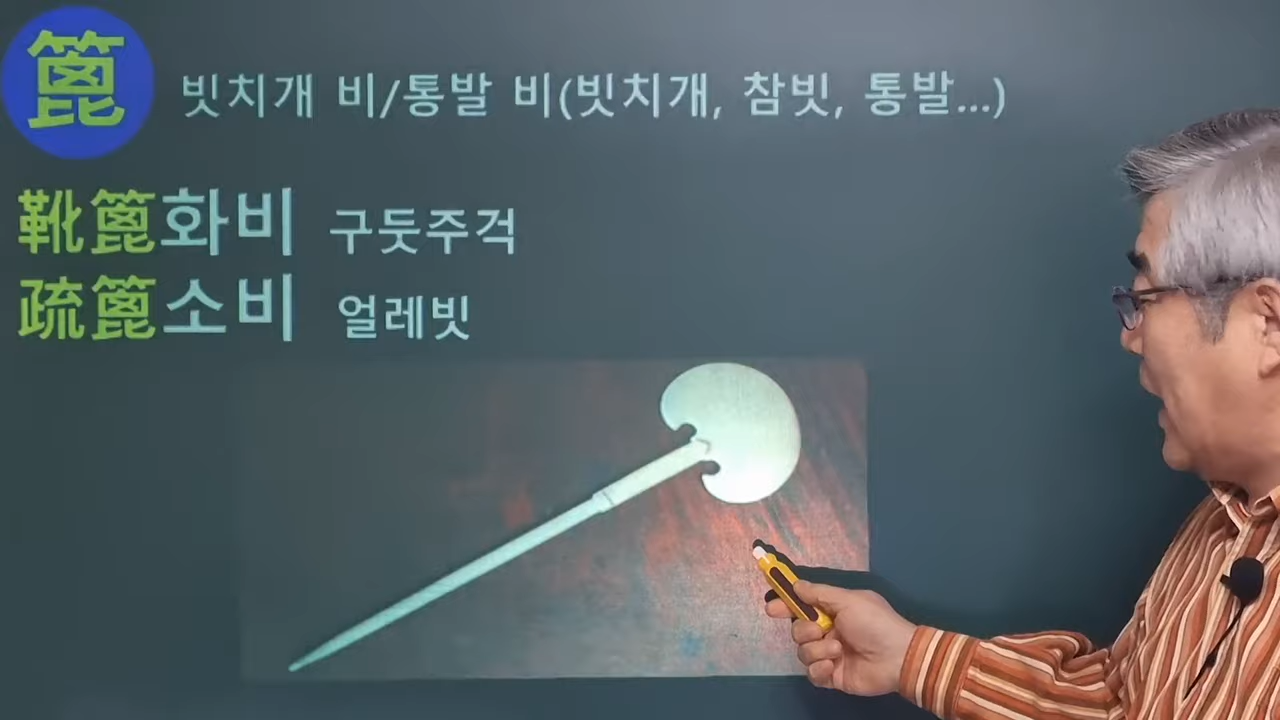 篦 빗치개 비/통발 비(빗치개, 참빗, 통발...)
靴篦화비 구둣주걱
疏篦소비 얼레빗